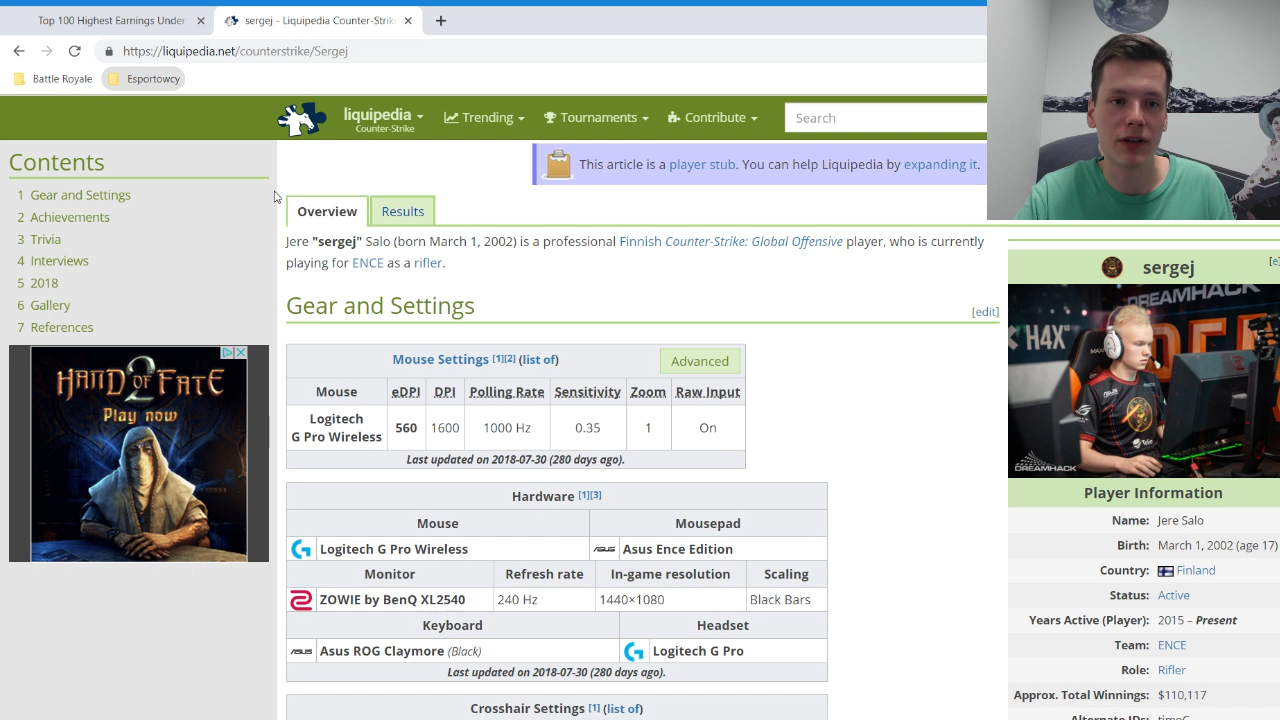 Top 100 Highest Earnings Under
sergej - Liquipedia Counter-Strik
https://liquipedia.net/counterstrike/Sergej
Battle Royale
Esportowcy
liquipedia
Counter-Strike
Trending
Tournaments
Contribute
Search
Contents
1 Gear and Settings
2 Achievements
3 Trivia
4 Interviews
5 2018
6 Gallery
7 References
HAND OF FATE
2
Play now
This article is a player stub. You can help Liquipedia by expanding it.
Overview
Results
Jere "sergej" Salo (born March 1, 2002) is a professional Finnish Counter-Strike: Global Offensive player, who is currently
playing for ENCE as a rifler.
Gear and Settings
[edit]
Mouse Settings [1][2] (list of)
Advanced
Mouse eDPI DPI Polling Rate Sensitivity Zoom Raw Input
Logitech
G Pro Wireless
560 1600 1000 Hz 0.35 1 On
Last updated on 2018-07-30 (280 days ago).
Hardware [1][3]
Mouse Mousepad
Logitech G Pro Wireless
ASUS
Asus Ence Edition
Monitor Refresh rate In-game resolution Scaling
ZOWIE by BenQ XL2540 240 Hz 1440×1080 Black Bars
Keyboard Headset
ASUS
Asus ROG Claymore (Black)
Logitech G Pro
Last updated on 2018-07-30 (280 days ago).
Crosshair Settings [1] (list of)
[e
sergej
DREAMHACK
H4X
DREAMHACK
Player Information
Name: Jere Salo
Birth: March 1, 2002 (age 17)
Country: Finland
Status: Active
Years Active (Player): 2015 – Present
Team: ENCE
Role: Rifler
Approx. Total Winnings: $110,117
Alternate IDs: timeC